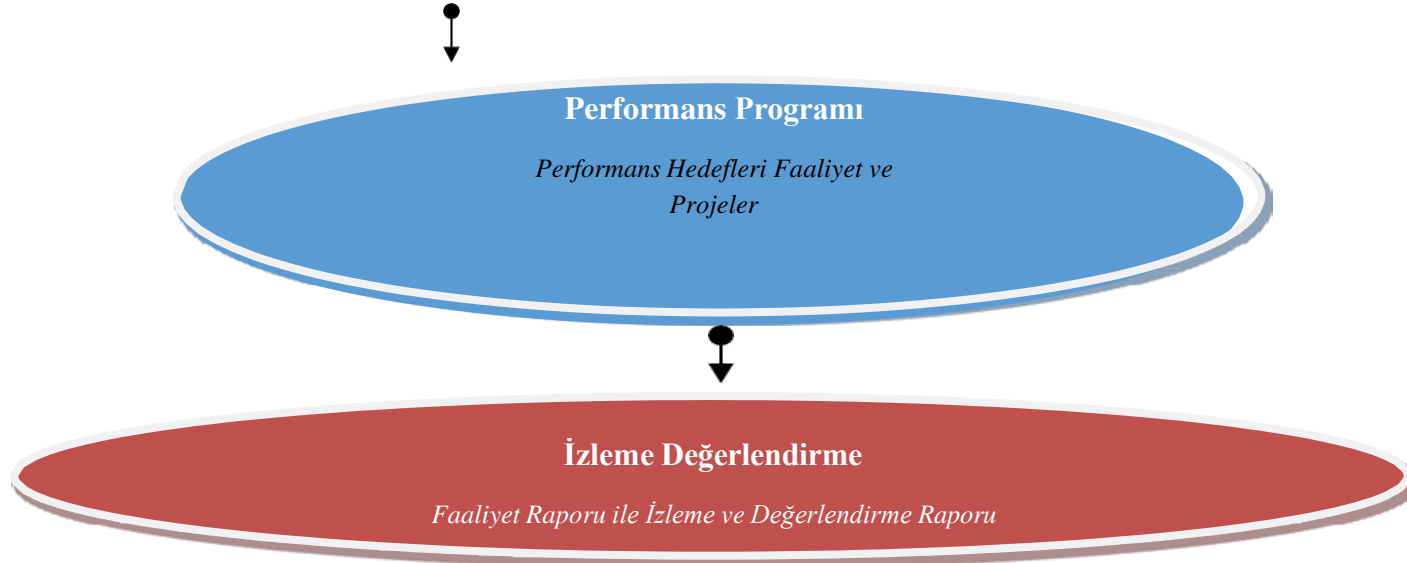 Performans Programı
Performans Hedefleri Faaliyet ve
Projeler
İzleme Değerlendirme
Faaliyet Raporu ile İzleme ve Değerlendirme Raporu